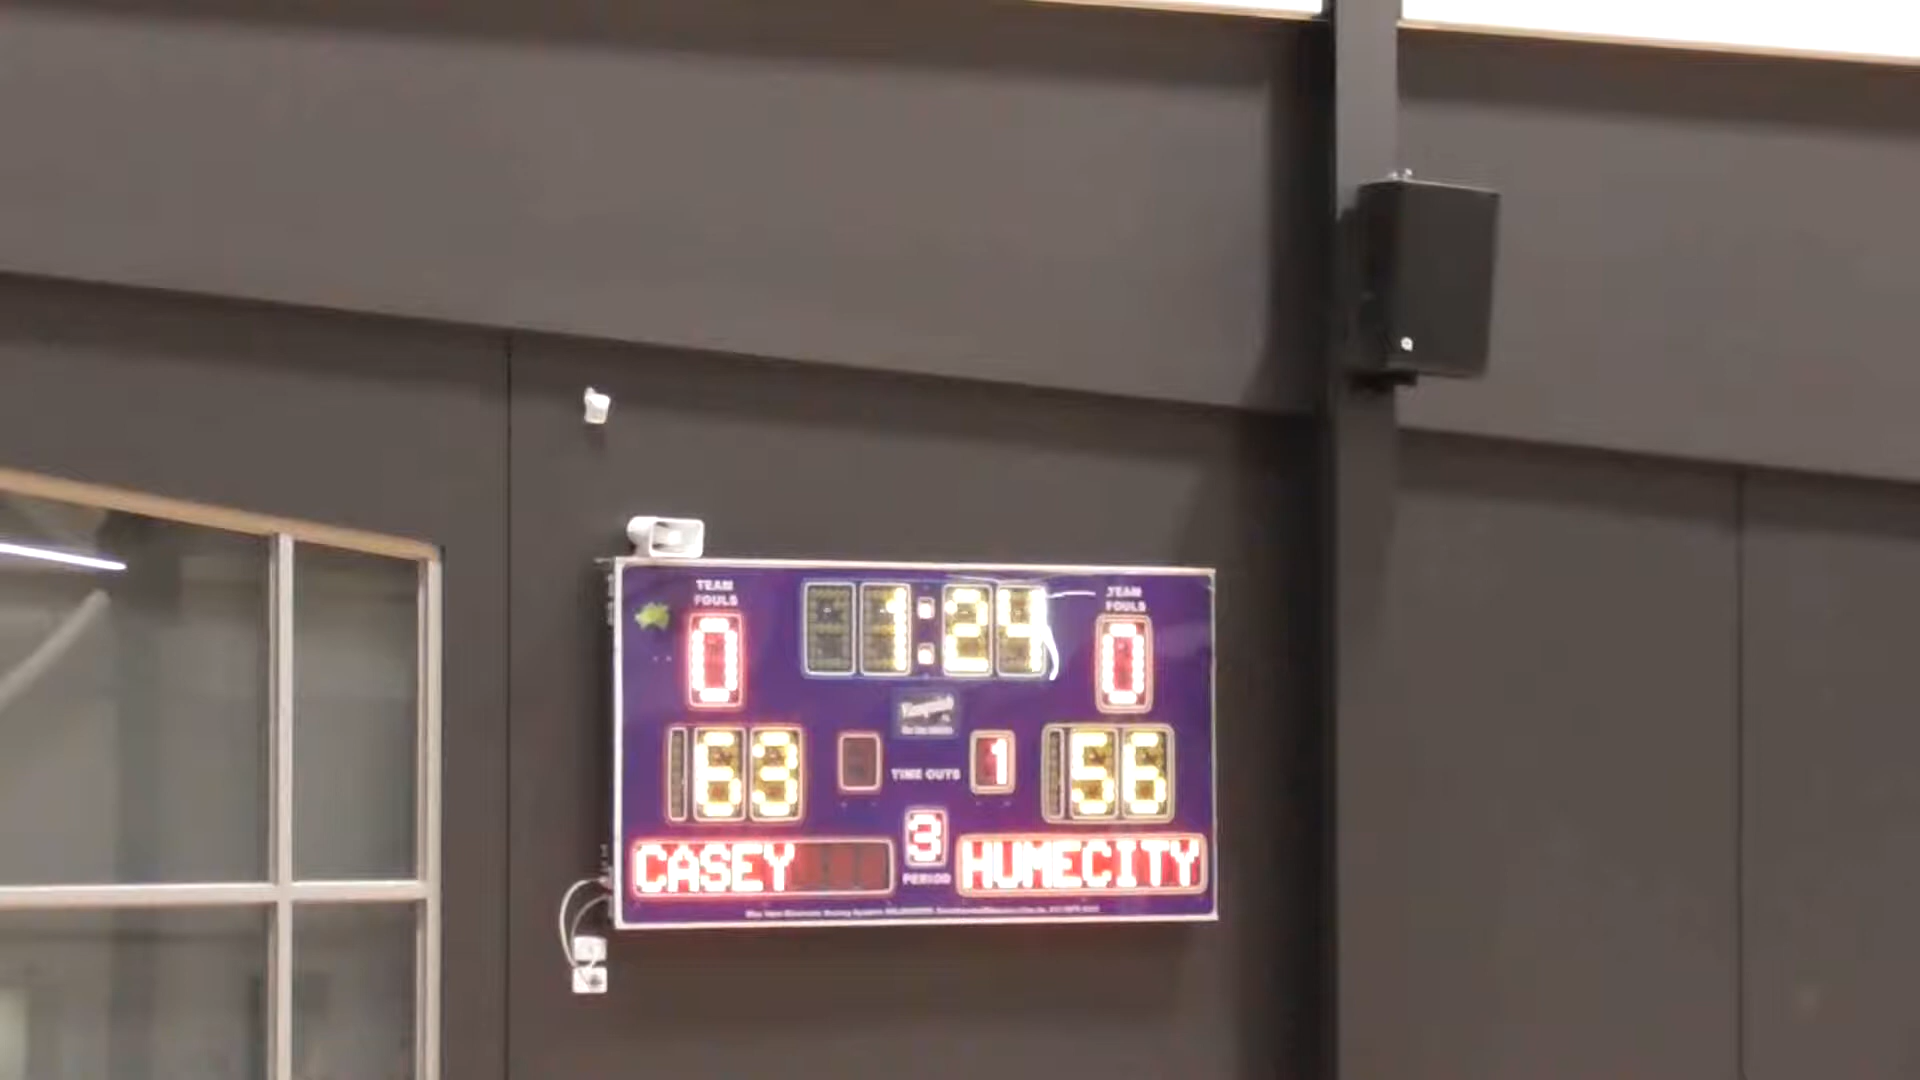 TEAM FOULS
1:24
TEAM FOULS
0
0
63
TIME OUTS
1
56
3
CASEY
PERIOD
HUMECITY